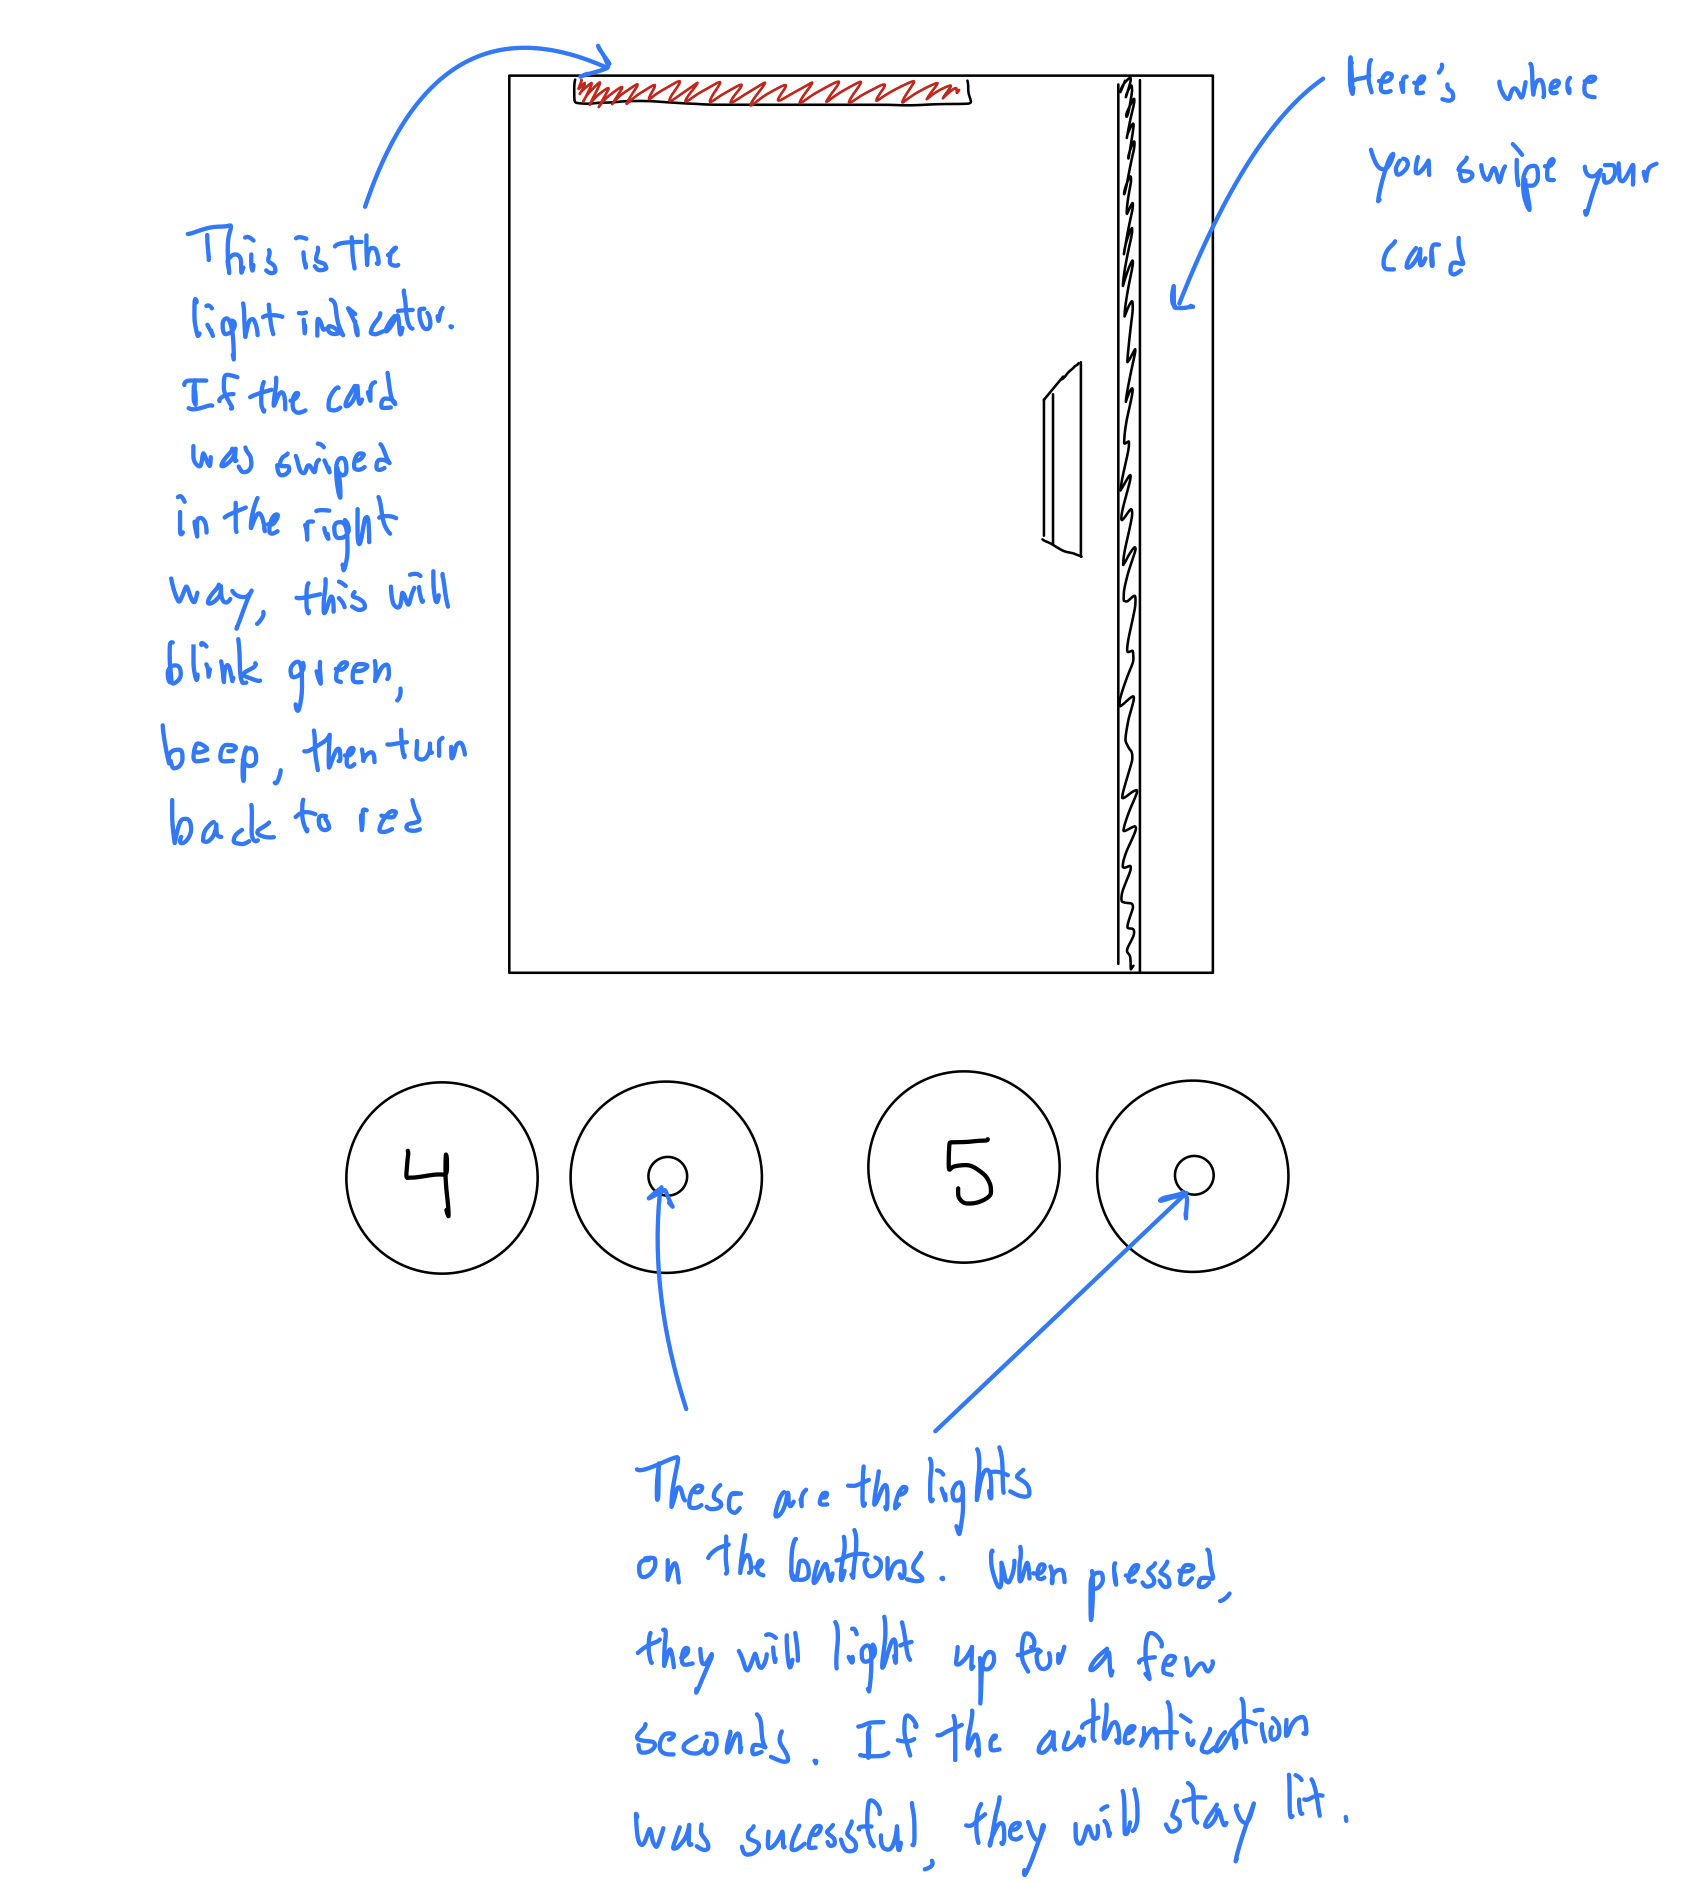 Here's where
you swipe your
card
This is the
light indicator.
If the card
was swiped
in the right
way, this will
blink green,
beep, then turn
back to red
4
5
These are the lights
on the buttons. When pressed,
they will light up for a few
seconds. If the authentication
was sucessful, they will stay lit.